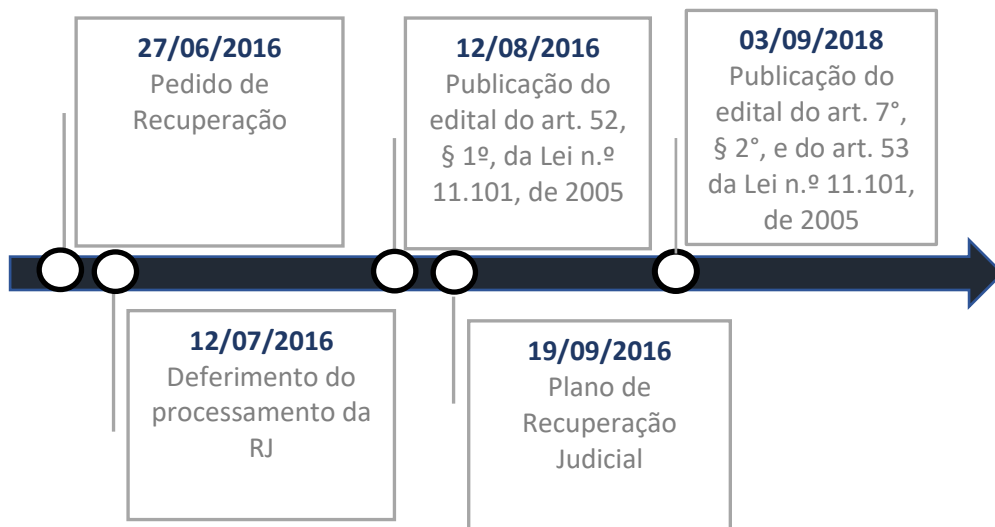 27/06/2016
Pedido de
Recuperação
12/07/2016
Deferimento do
processamento da
RJ
12/08/2016
Publicação do
edital do art. 52,
§ 1º, da Lei n.º
11.101, de 2005
19/09/2016
Plano de
Recuperação
Judicial
03/09/2018
Publicação do
edital do art. 7°,
§ 2°, e do art. 53
da Lei n.º 11.101,
de 2005